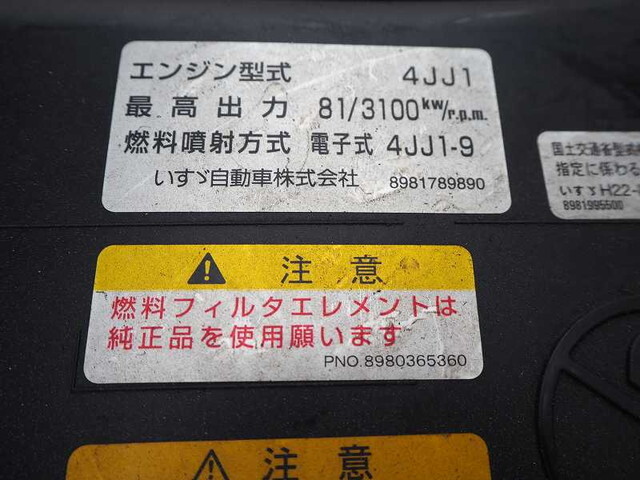 エンジン型式 4JJ1
最高出力 81/3100kw/r.p.m.
燃料噴射方式 電子式 4JJ1-9
いすゞ自動車株式会社 8981789890
国土交通省型式
指定に係わる
いすゞH22-
8981995500
注意
燃料フィルタエレメントは
純正品を使用願います
PNO.8980365360
注意